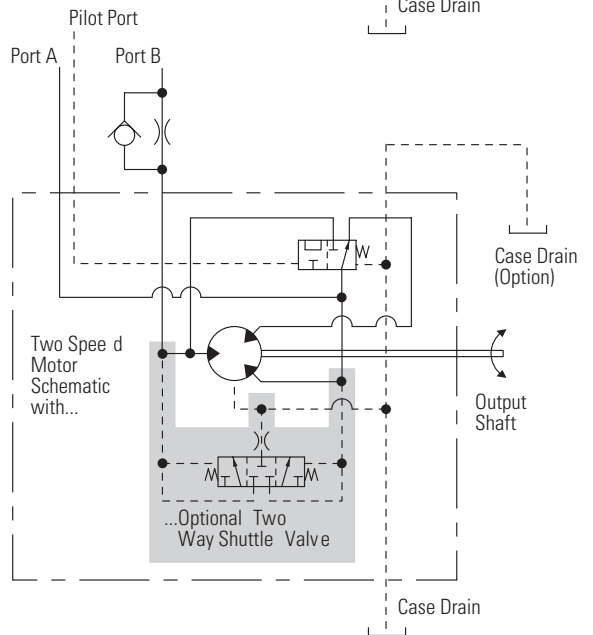 Case Drain
Pilot Port
Port A
Port B
Case Drain
(Option)
Two Spee d
Motor
Schematic
with...
Output
Shaft
...Optional Two
Way Shuttle Valve
Case Drain